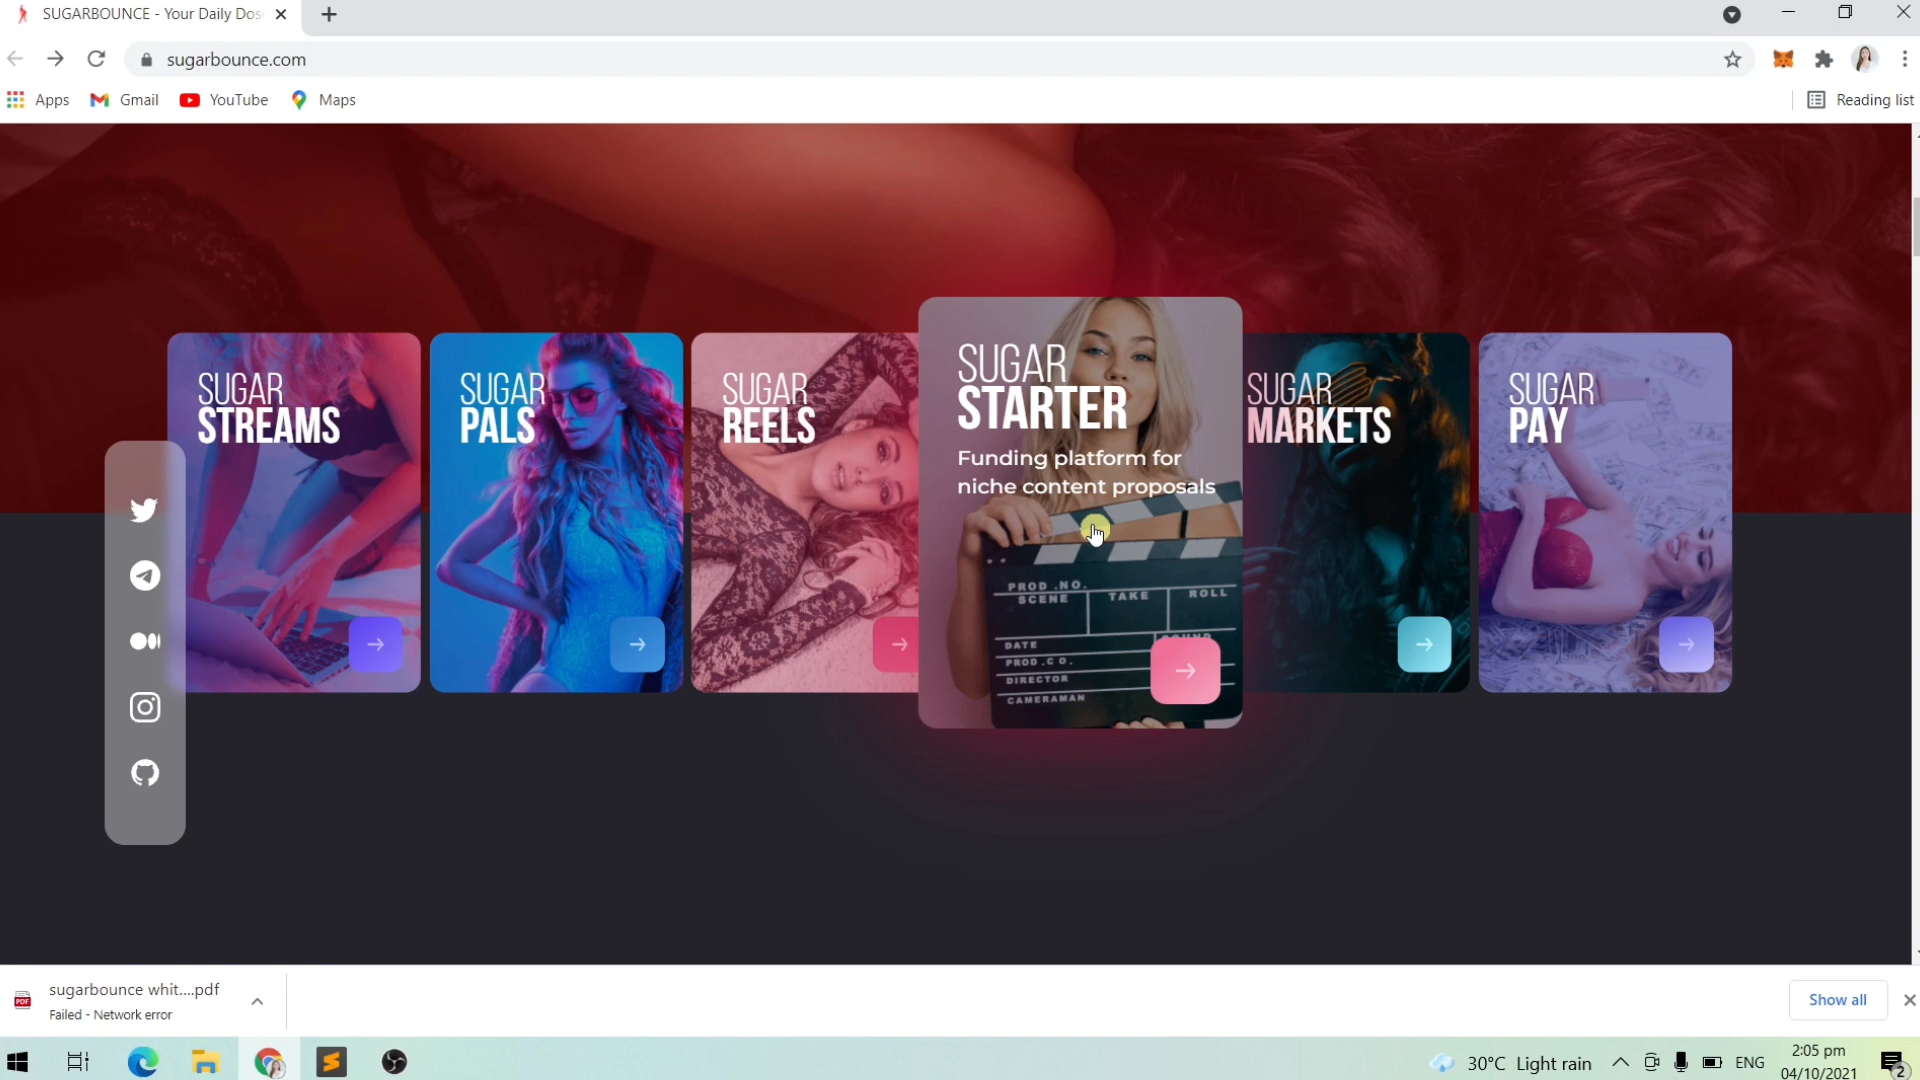 SUGARBOUNCE - Your Daily Dos
sugarbounce.com
Apps
Gmail
YouTube
Maps
Reading list
SUGAR
STREAMS
SUGAR
PALS
SUGAR
REELS
SUGAR
STARTER
Funding platform for
niche content proposals
PROD .NO.
SCENE
TAKE
ROLL
DATE
SOUND
PROD .C O.
DIRECTOR
CAMERAMAN
SUGAR
MARKETS
SUGAR
PAY
PDF
sugarbounce whit....pdf
Failed - Network error
Show all
30°C Light rain
ENG
2:05 pm
04/10/2021
2